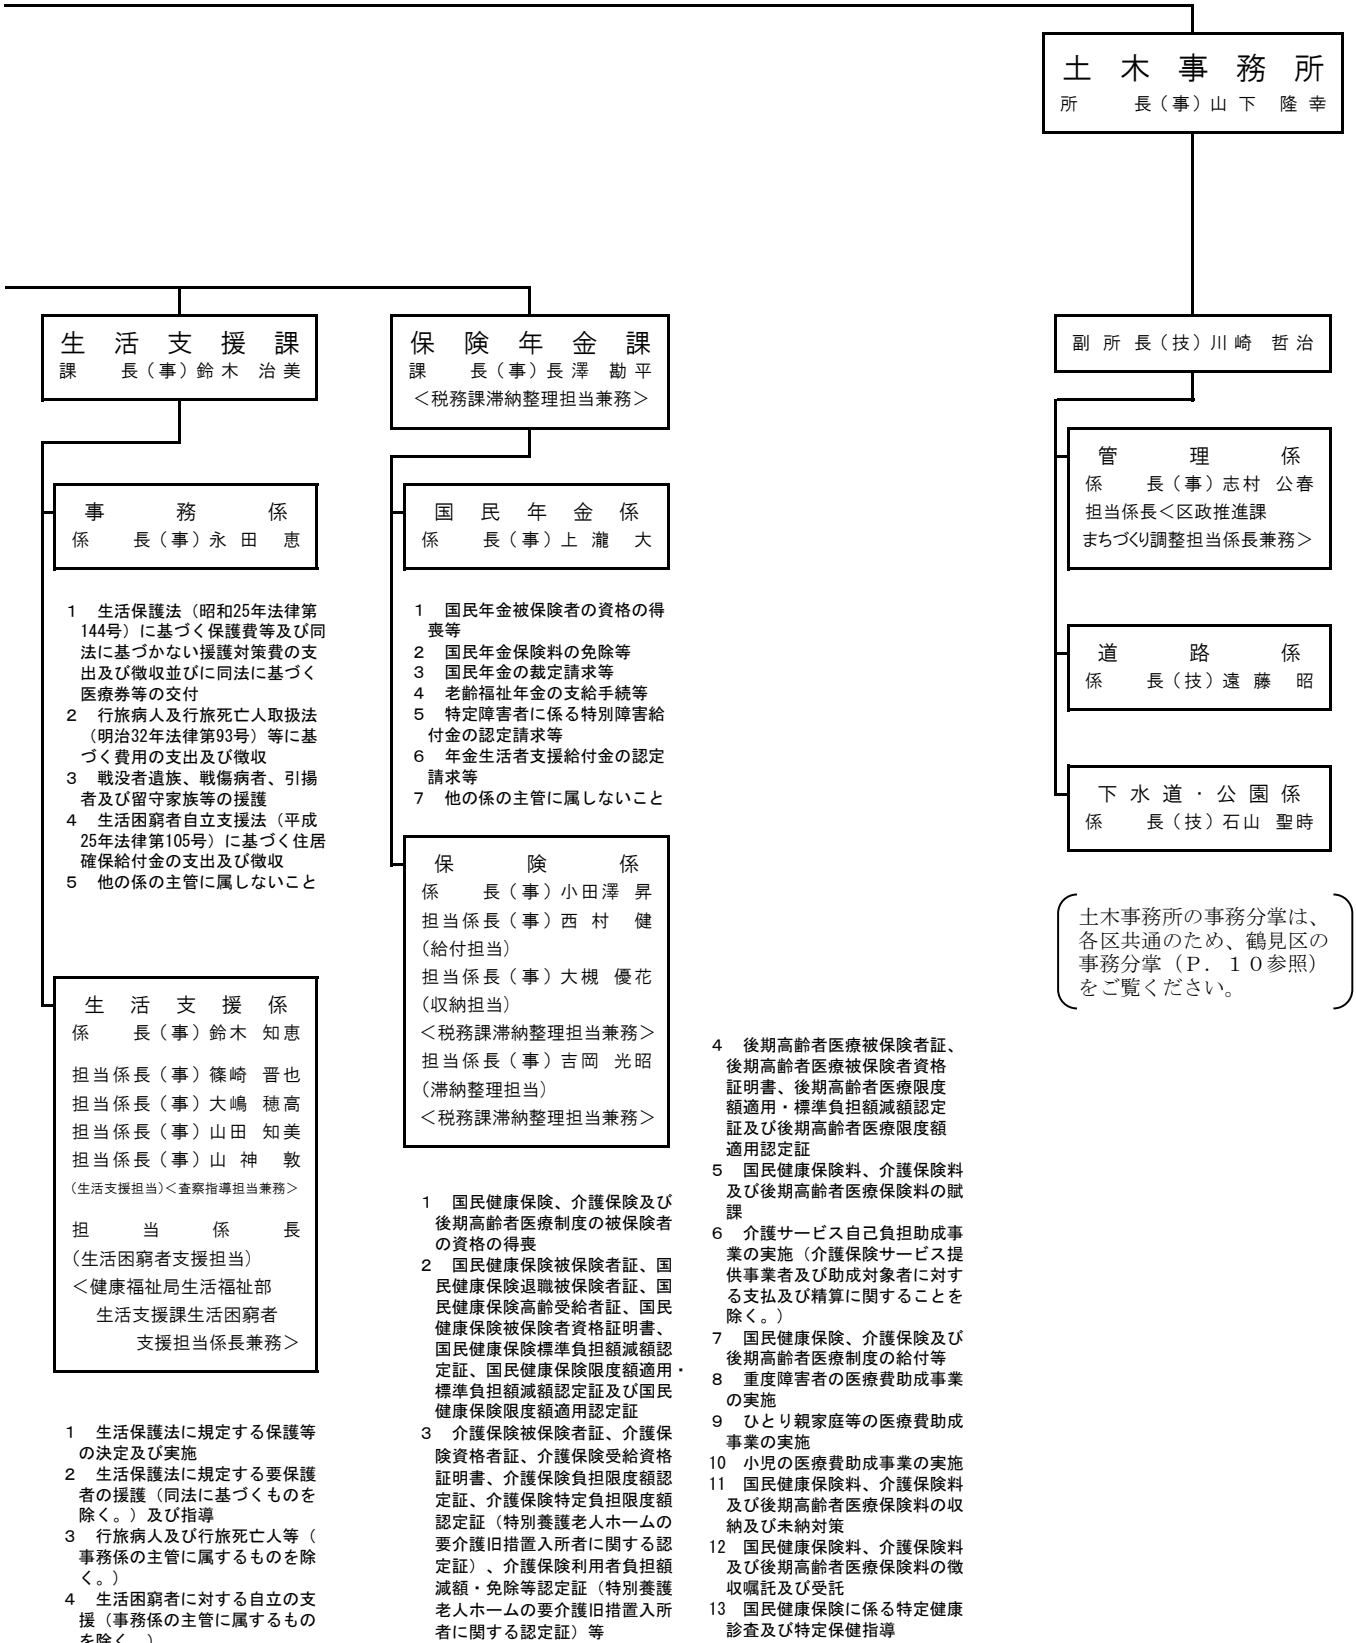 土木事務所
所　　長（事）山下　隆幸
生活支援課
課　　長（事）鈴木　治美
保険年金課
課　　長（事）長澤　勘平
＜税務課滞納整理担当兼務＞
副所長（技）川崎　哲治
事務係
係　　長（事）永田　恵
1　生活保護法（昭和25年法律第
144号）に基づく保護費等及び同
法に基づかない援護対策費の支
出及び徴収並びに同法に基づく
医療券等の交付
2　行旅病人及行旅死亡人取扱法
（明治32年法律第93号）等に基
づく費用の支出及び徴収
3　戦没者遺族、戦傷病者、引揚
者及び留守家族等の援護
4　生活困窮者自立支援法（平成
25年法律第105号）に基づく住居
確保給付金の支出及び徴収
5　他の係の主管に属しないこと
生活支援係
係　　長（事）鈴木　知恵
担当係長（事）篠崎　晋也
担当係長（事）大嶋　穂高
担当係長（事）山田　知美
担当係長（事）山神　敦
（生活支援担当）＜査察指導担当兼務＞
担当係長
（生活困窮者支援担当）
＜健康福祉局生活福祉部
生活支援課生活困窮者
支援担当係長兼務＞
1　生活保護法に規定する保護等
の決定及び実施
2　生活保護法に規定する要保護
者の援護（同法に基づくものを
除く。）及び指導
3　行旅病人及び行旅死亡人等（
事務係の主管に属するものを除
く。）
4　生活困窮者に対する自立の支
援（事務係の主管に属するもの
を除く。）
国民年金係
係　　長（事）上瀧　大
1　国民年金被保険者の資格の得
喪等
2　国民年金保険料の免除等
3　国民年金の裁定請求等
4　老齢福祉年金の支給手続等
5　特定障害者に係る特別障害給
付金の認定請求等
6　年金生活者支援給付金の認定
請求等
7　他の係の主管に属しないこと
保険係
係　　長（事）小田澤　昇
担当係長（事）西村　健
(給付担当)
担当係長（事）大槻　優花
(収納担当)
＜税務課滞納整理担当兼務＞
担当係長（事）吉岡　光昭
(滞納整理担当)
＜税務課滞納整理担当兼務＞
1　国民健康保険、介護保険及び
後期高齢者医療制度の被保険者
の資格の得喪
2　国民健康保険被保険者証、国
民健康保険退職被保険者証、国
民健康保険高齢受給者証、国民
健康保険被保険者資格証明書、
国民健康保険標準負担額減額認
定証、国民健康保険限度額適用・
標準負担額減額認定証及び国民
健康保険限度額適用認定証
3　介護保険被保険者証、介護保
険資格者証、介護保険受給資格
証明書、介護保険負担限度額認
定証、介護保険特定負担限度額
認定証（特別養護老人ホームの
要介護旧措置入所者に関する認
定証）、介護保険利用者負担額
減額・免除等認定証（特別養護
老人ホームの要介護旧措置入所
者に関する認定証）等
4　後期高齢者医療被保険者証、
後期高齢者医療被保険者資格
証明書、後期高齢者医療限度
額適用・標準負担額減額認定
証及び後期高齢者医療限度額
適用認定証
5　国民健康保険料、介護保険料
及び後期高齢者医療保険料の賦
課
6　介護サービス自己負担助成事
業の実施（介護保険サービス提
供事業者及び助成対象者に対す
る支払及び精算に関することを
除く。）
7　国民健康保険、介護保険及び
後期高齢者医療制度の給付等
8　重度障害者の医療費助成事業
の実施
9　ひとり親家庭等の医療費助成
事業の実施
10　小児の医療費助成事業の実施
11　国民健康保険料、介護保険料
及び後期高齢者医療保険料の収
納及び未納対策
12　国民健康保険料、介護保険料
及び後期高齢者医療保険料の徴
収嘱託及び受託
13　国民健康保険に係る特定健康
診査及び特定保健指導
管理係
係　　長（事）志村　公春
担当係長＜区政推進課
まちづくり調整担当係長兼務＞
道路係
係　　長（技）遠藤　昭
下水道・公園係
係　　長（技）石山　聖時
土木事務所の事務分掌は、
各区共通のため、鶴見区の
事務分掌（Ｐ．１０参照）
をご覧ください。